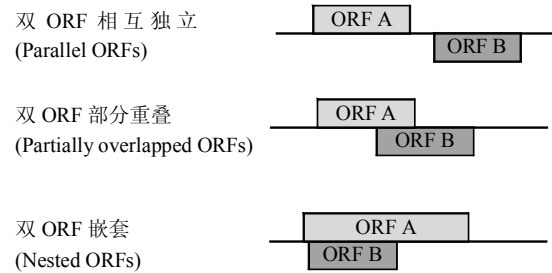 双 ORF 相 互 独 立
(Parallel ORFs)
ORF A
ORF B
双 ORF 部分重叠
(Partially overlapped ORFs)
ORF A
ORF B
双 ORF 嵌套
(Nested ORFs)
ORF A
ORF B